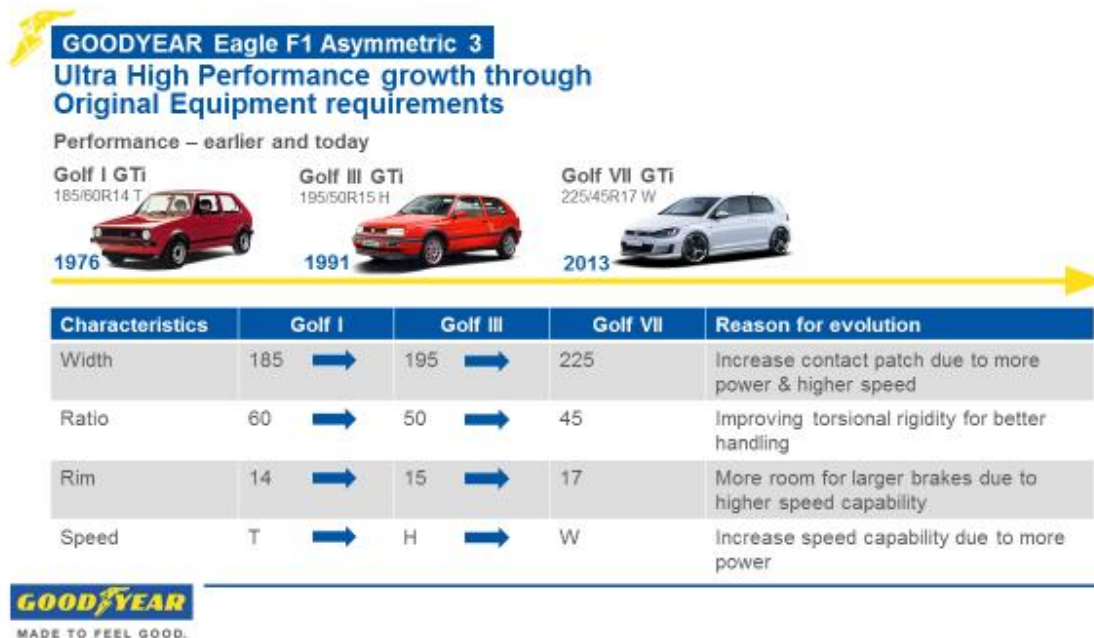 GOODYEAR Eagle F1 Asymmetric 3
Ultra High Performance growth through
Original Equipment requirements
Performance – earlier and today
Golf I GTi
185/60R14 T
Golf III GTi
195/50R15 H
Golf VII GTi
225/45R17 W
1976
1991
2013
Characteristics Golf I Golf III Golf VII Reason for evolution
Width 185 195 225 Increase contact patch due to more
power & higher speed
Ratio 60 50 45 Improving torsional rigidity for better
handling
Rim 14 15 17 More room for larger brakes due to
higher speed capability
Speed T H W Increase speed capability due to more
power
GOODYEAR
MADE TO FEEL GOOD.